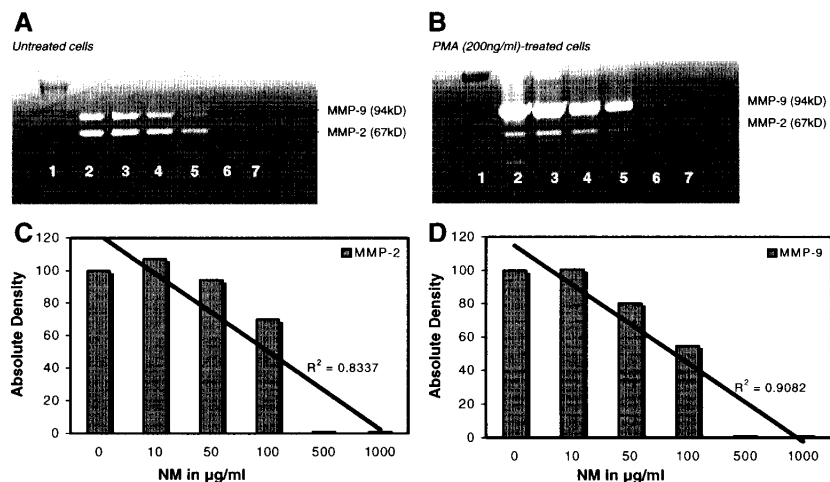 A
Untreated cells
MMP-9 (94kD)
MMP-2 (67kD)
1 2 3 4 5 6 7
B
PMA (200ng/ml)-treated cells
MMP-9 (94kD)
MMP-2 (67kD)
1 2 3 4 5 6 7
C
120
100
80
60
40
20
0
Absolute Density
MMP-2
R² = 0.8337
0 10 50 100 500 1000
NM in µg/ml
D
120
100
80
60
40
20
0
Absolute Density
MMP-9
R² = 0.9082
0 10 50 100 500 1000
NM in µg/ml